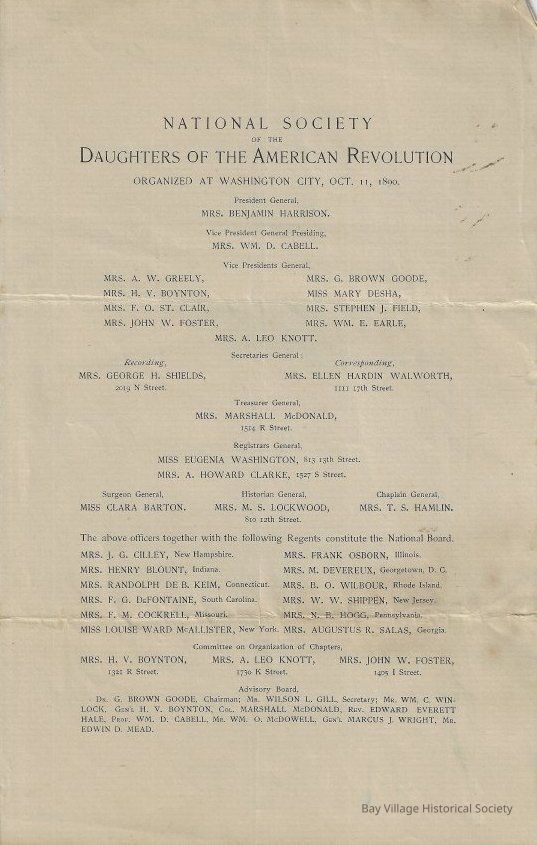 NATIONAL SOCIETY
OF THE
DAUGHTERS OF THE AMERICAN REVOLUTION
ORGANIZED AT WASHINGTON CITY, OCT. 11, 1890.
President General,
MRS. BENJAMIN HARRISON.
Vice President General Presiding,
MRS. WM. D. CABELL.
Vice Presidents General,
MRS. A. W. GREELY, MRS. G. BROWN GOODE,
MRS. H. V. BOYNTON, MISS MARY DESHA,
MRS. F. O. ST. CLAIR, MRS. STEPHEN J. FIELD,
MRS. JOHN W. FOSTER, MRS. WM. E. EARLE,
MRS. A. LEO KNOTT.
Secretaries General:
Recording, Corresponding,
MRS. GEORGE H. SHIELDS, MRS. ELLEN HARDIN WALWORTH,
2019 N Street. 1111 17th Street.
Treasurer General,
MRS. MARSHALL McDONALD,
1514 R Street.
Registrars General,
MISS EUGENIA WASHINGTON, 813 13th Street.
MRS. A. HOWARD CLARKE, 1527 S Street.
Surgeon General, Historian General, Chaplain General,
MISS CLARA BARTON. MRS. M. S. LOCKWOOD, MRS. T. S. HAMLIN.
810 12th Street.
The above officers together with the following Regents constitute the National Board.
MRS. J. G. CILLEY, New Hampshire. MRS. FRANK OSBORN, Illinois.
MRS. HENRY BLOUNT, Indiana. MRS. M. DEVEREUX, Georgetown, D. C.
MRS. RANDOLPH DE B. KEIM, Connecticut. MRS. B. O. WILBOUR, Rhode Island.
MRS. F. G. DeFONTAINE, South Carolina. MRS. W. W. SHIPPEN, New Jersey.
MRS. F. M. COCKRELL, Missouri. MRS. N. B. HOGG, Pennsylvania.
MISS LOUISE WARD McALLISTER, New York. MRS. AUGUSTUS R. SALAS, Georgia.
Committee on Organization of Chapters,
MRS. H. V. BOYNTON, MRS. A. LEO KNOTT, MRS. JOHN W. FOSTER,
1321 R Street. 1730 K Street. 1405 I Street.
Advisory Board,
DR. G. BROWN GOODE, Chairman; MR. WILSON L. GILL, Secretary; MR. WM. C. WIN-
LOCK, GEN'L H. V. BOYNTON, COL. MARSHALL McDONALD, REV. EDWARD EVERETT
HALE, PROF. WM. D. CABELL, MR. WM. O. McDOWELL, GEN'L MARCUS J. WRIGHT, MR.
EDWIN D. MEAD.
Bay Village Historical Society